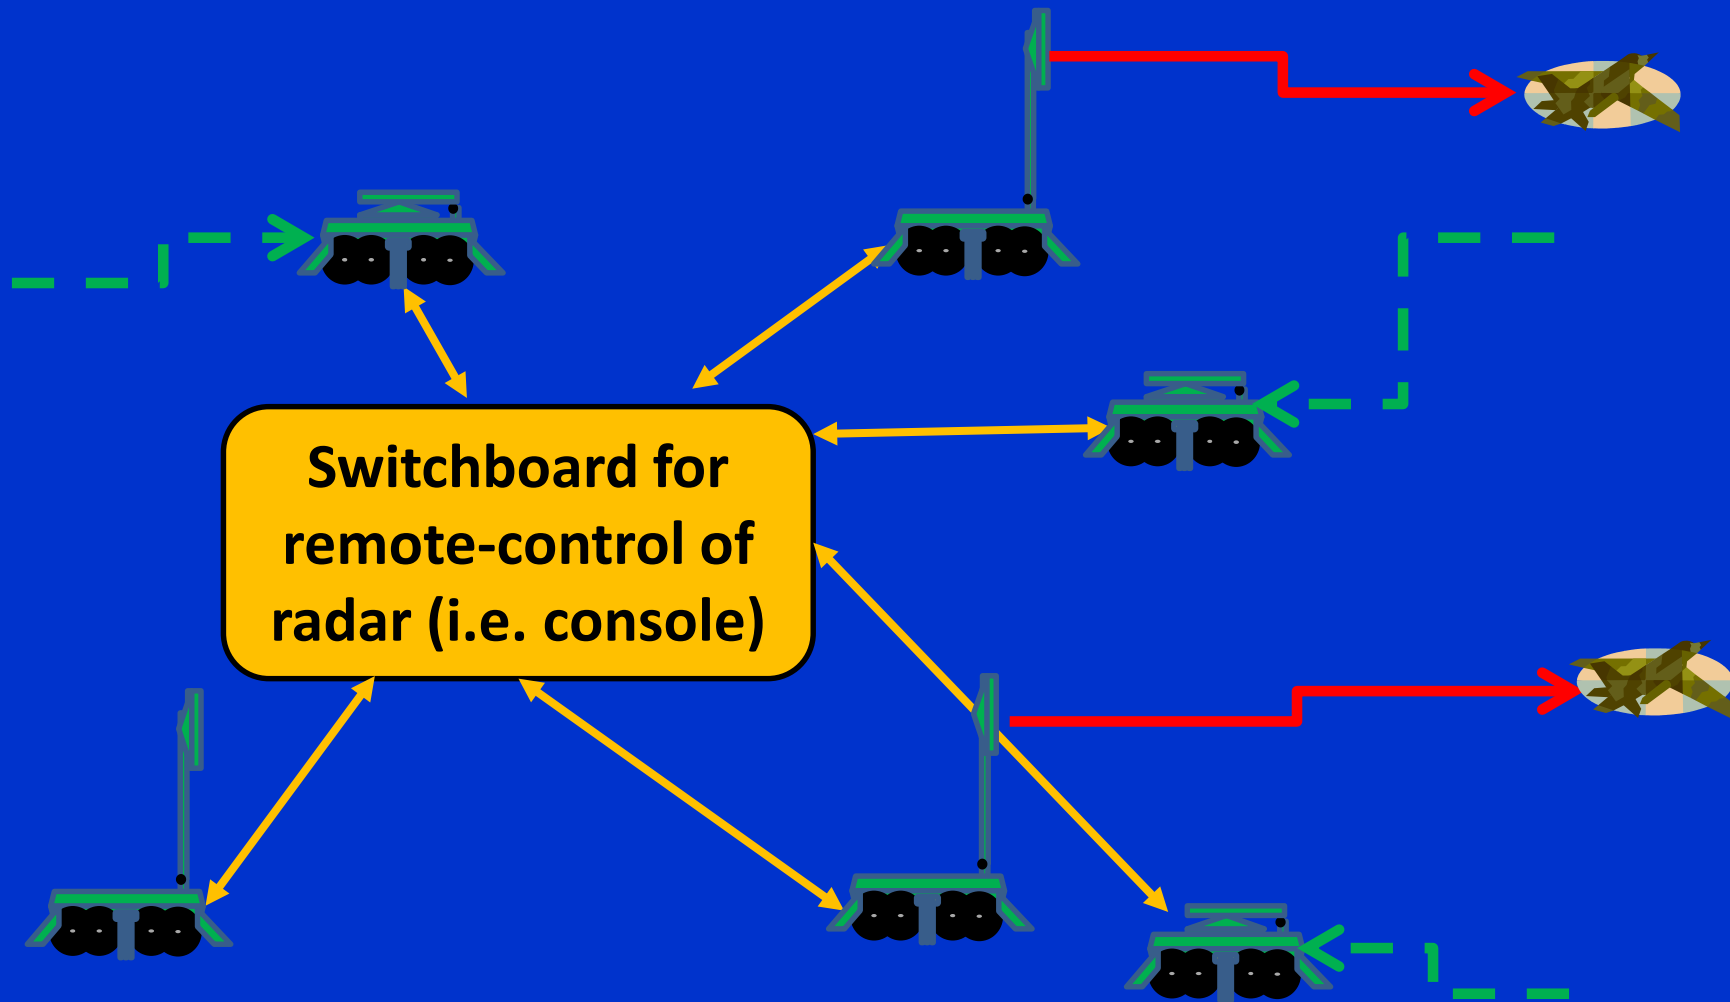 Switchboard for
remote-control of
radar (i.e. console)